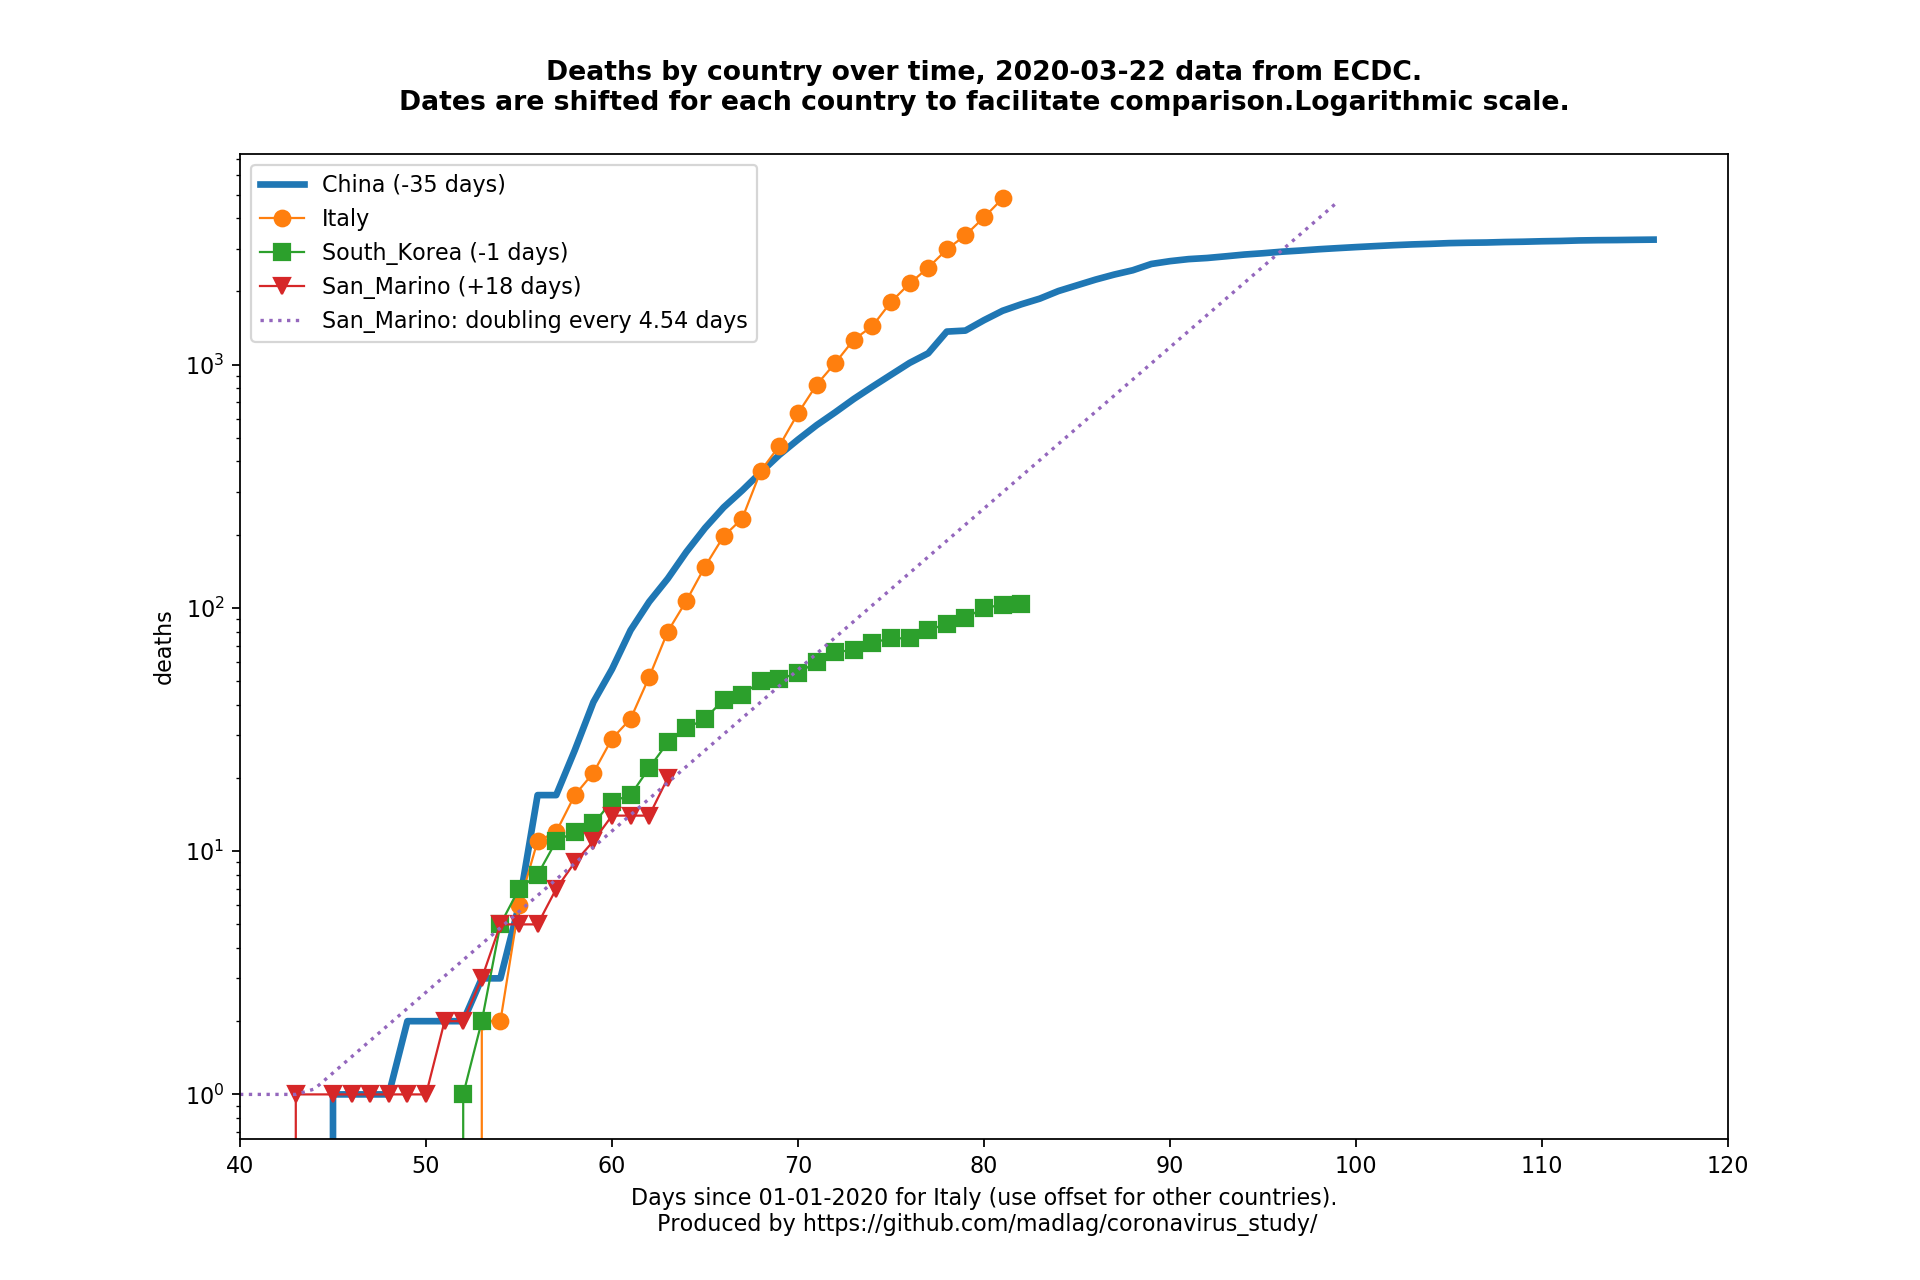 Deaths by country over time, 2020-03-22 data from ECDC.
Dates are shifted for each country to facilitate comparison.Logarithmic scale.
China (-35 days)
Italy
South_Korea (-1 days)
San_Marino (+18 days)
San_Marino: doubling every 4.54 days
10³
10²
10¹
10⁰
deaths
40 50 60 70 80 90 100 110 120
Days since 01-01-2020 for Italy (use offset for other countries).
Produced by https://github.com/madlag/coronavirus_study/